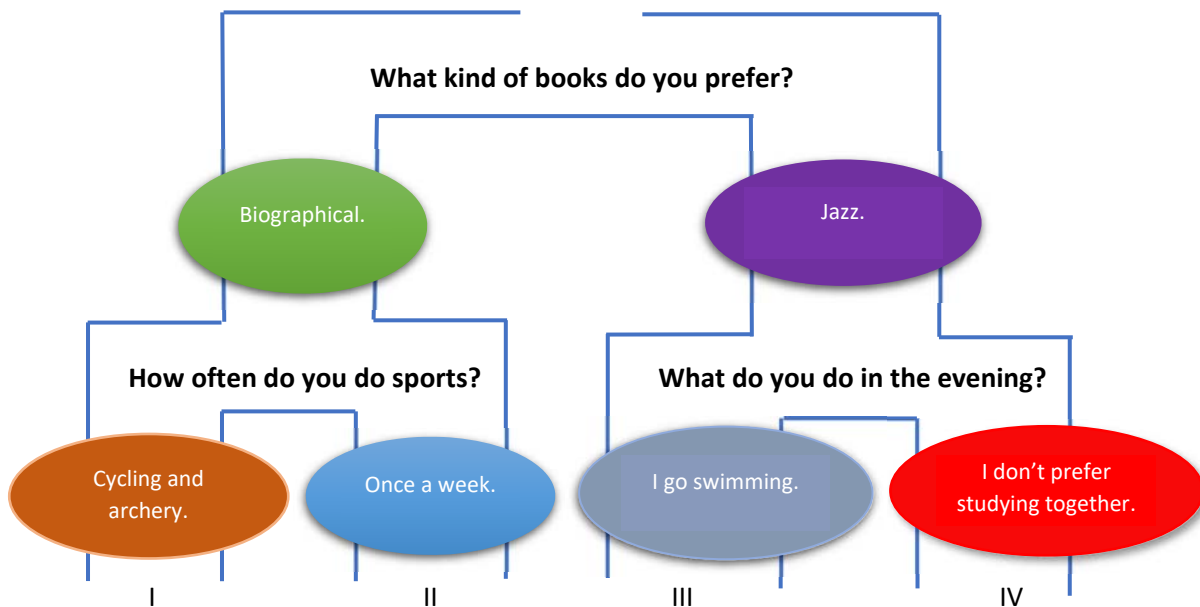 What kind of books do you prefer?
Biographical.
Jazz.
How often do you do sports?
What do you do in the evening?
Cycling and
archery.
Once a week.
I go swimming.
I don’t prefer
studying together.
I
II
III
IV